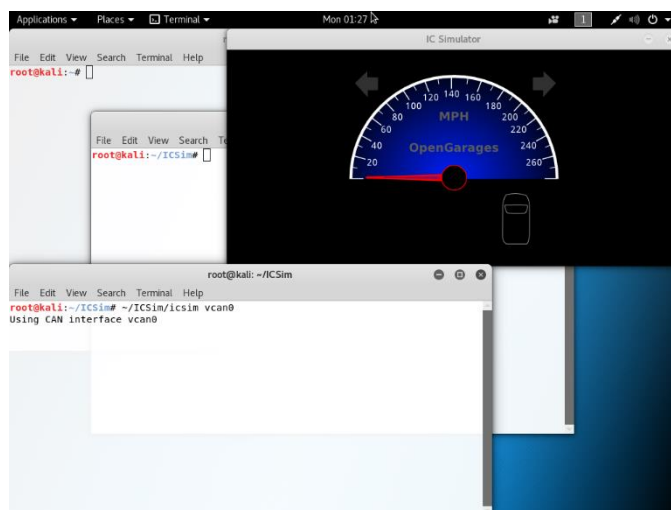 Applications Places Terminal Mon 01:27 1
IC Simulator
File Edit View Search Terminal Help
root@kali:~#
File Edit View Search
root@kali:~/ICSim#
120 140 160
100 180
80 MPH 200
60 220
40 OpenGarages 240
20 260
root@kali: ~/ICSim
File Edit View Search Terminal Help
root@kali:~/ICSim# ~/ICSim/icsim vcan0
Using CAN interface vcan0